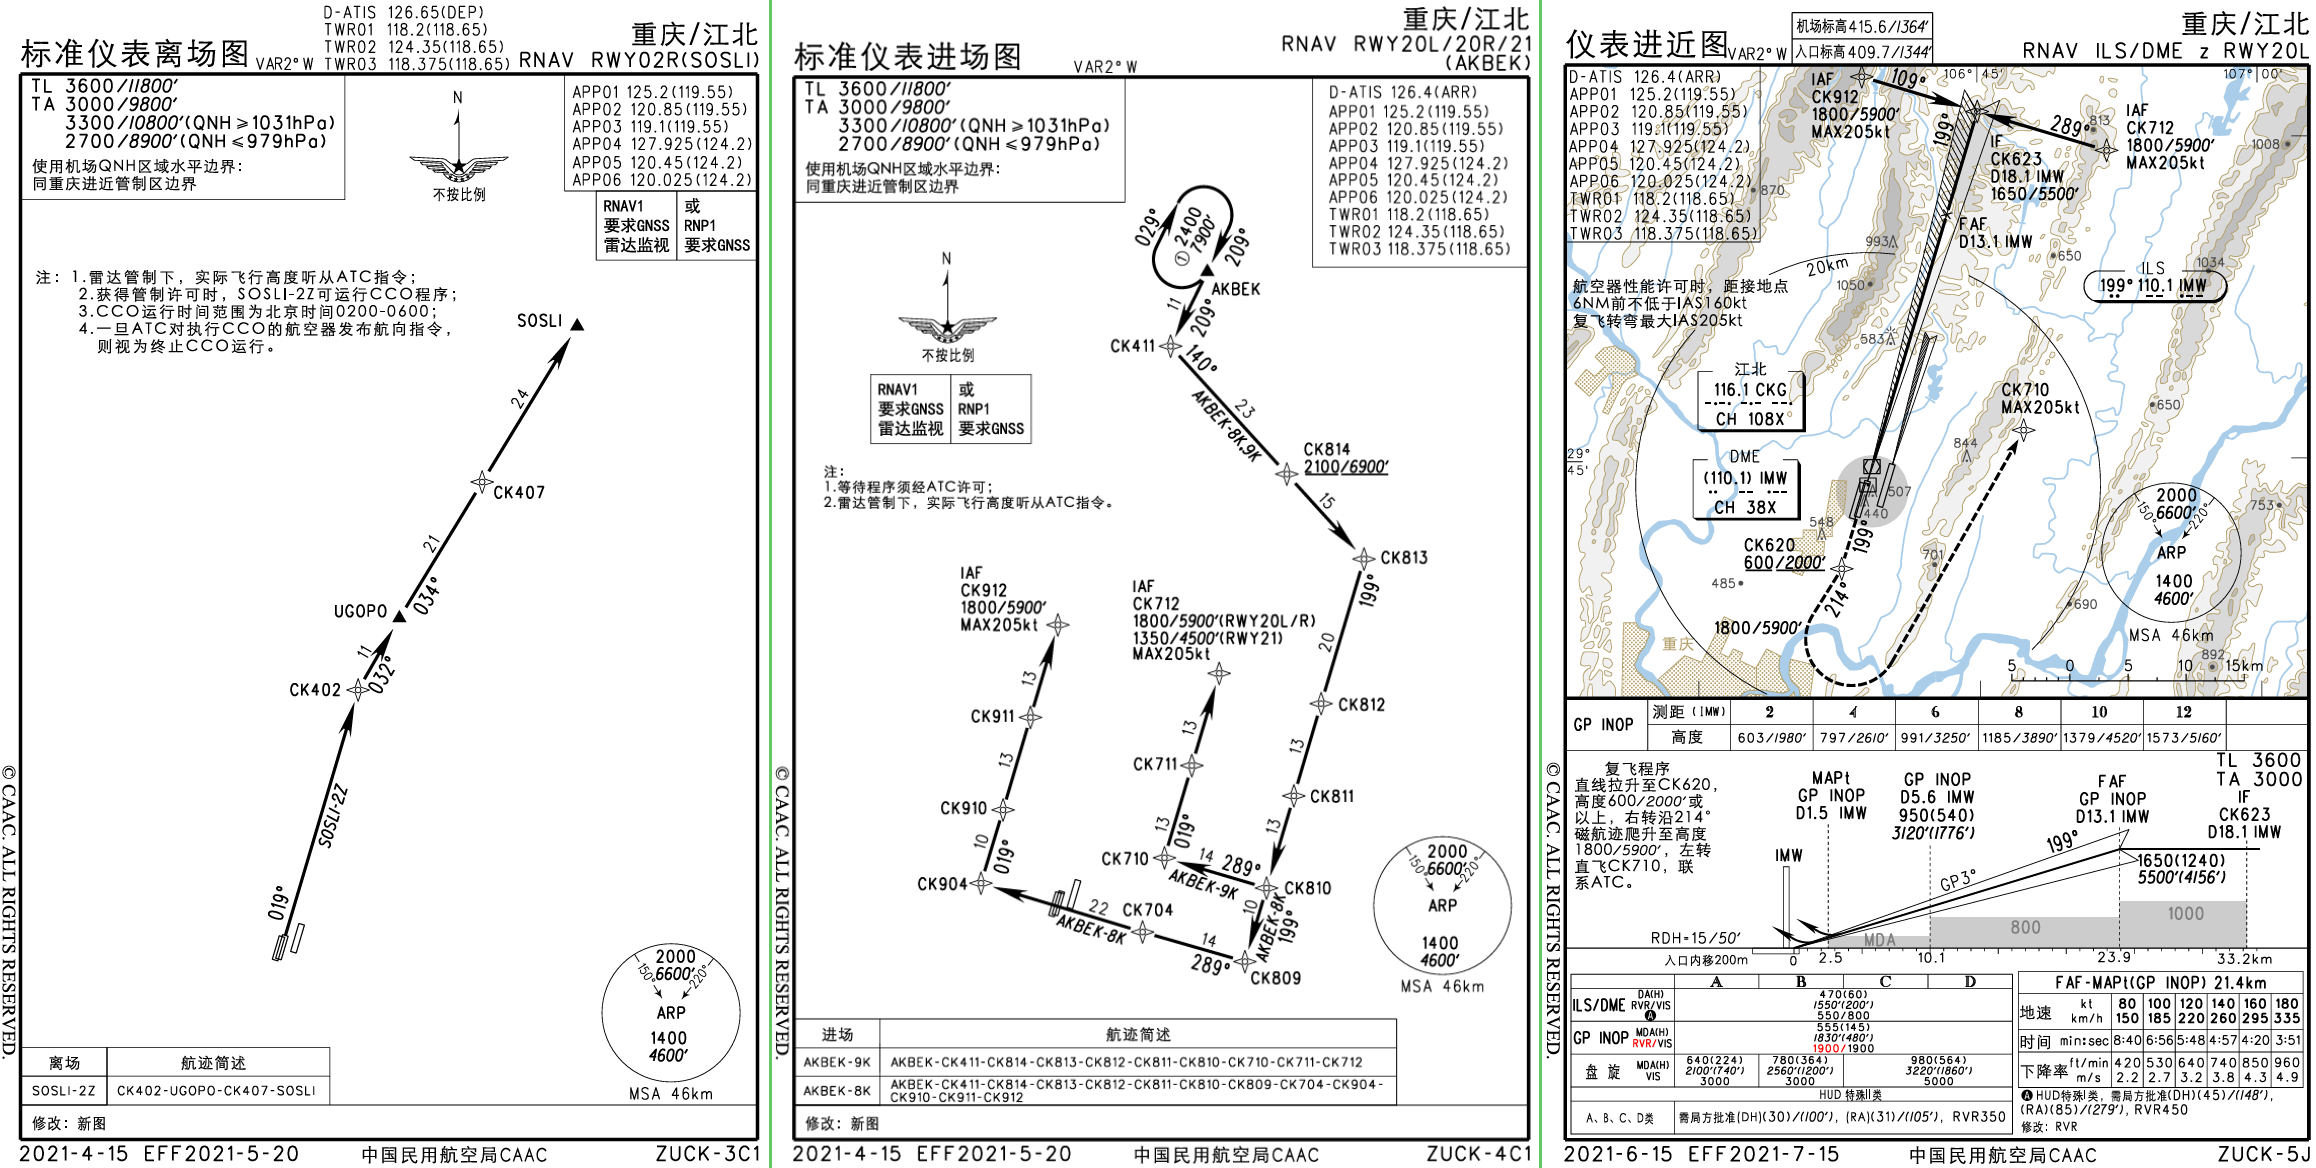 D-ATIS 126.65(DEP)
TWR01 118.2(118.65)
TWR02 124.35(118.65)
TWR03 118.375(118.65)
标准仪表离场图
VAR2°W
重庆/江北
RNAV RWY02R(SOSLI)
TL 3600/11800′
TA 3000/9800′
3300/10800′(QNH≥1031hPa)
2700/8900′(QNH≤979hPa)
使用机场QNH区域水平边界:
同重庆进近管制区边界
N
不按比例
APP01 125.2(119.55)
APP02 120.85(119.55)
APP03 119.1(119.55)
APP04 127.925(124.2)
APP05 120.45(124.2)
APP06 120.025(124.2)
RNAV1 或
要求GNSS RNP1
雷达监视 要求GNSS
注: 1.雷达管制下, 实际飞行高度听从ATC指令;
2.获得管制许可时, SOSLI-2Z可运行CCO程序;
3.CCO运行时间范围为北京时间0200-0600;
4.一旦ATC对执行CCO的航空器发布航向指令,
则视为终止CCO运行。
SOSLI
24
CK407
21
034°
UGOPO
11
032°
CK402
SOSLI-2Z
019°
2000
6600′
150°
220°
ARP
1400
4600′
MSA 46km
离场 航迹简述
SOSLI-2Z CK402-UGOPO-CK407-SOSLI
修改: 新图
2021-4-15 EFF2021-5-20 中国民用航空局CAAC ZUCK-3C1
© CAAC. ALL RIGHTS RESERVED.
标准仪表进场图
VAR2°W
重庆/江北
RNAV RWY20L/20R/21
(AKBEK)
TL 3600/11800′
TA 3000/9800′
3300/10800′(QNH≥1031hPa)
2700/8900′(QNH≤979hPa)
使用机场QNH区域水平边界:
同重庆进近管制区边界
D-ATIS 126.4(ARR)
APP01 125.2(119.55)
APP02 120.85(119.55)
APP03 119.1(119.55)
APP04 127.925(124.2)
APP05 120.45(124.2)
APP06 120.025(124.2)
TWR01 118.2(118.65)
TWR02 124.35(118.65)
TWR03 118.375(118.65)
N
不按比例
RNAV1 或
要求GNSS RNP1
雷达监视 要求GNSS
注:
1.等待程序须经ATC许可;
2.雷达管制下, 实际飞行高度听从ATC指令。
029°
① 2400
7900′
209°
AKBEK
11
209°
CK411
140°
23
AKBEK-8K,9K
CK814
2100/6900′
15
CK813
199°
20
CK812
13
CK811
13
CK810
14
289°
AKBEK-9K
CK710
019°
13
CK711
13
IAF
CK712
1800/5900′(RWY20L/R)
1350/4500′(RWY21)
MAX205kt
10
AKBEK-8K
199°
CK809
14
289°
CK704
22
AKBEK-8K
CK904
019°
10
CK910
13
CK911
13
IAF
CK912
1800/5900′
MAX205kt
2000
6600′
150°
220°
ARP
1400
4600′
MSA 46km
进场 航迹简述
AKBEK-9K AKBEK-CK411-CK814-CK813-CK812-CK811-CK810-CK710-CK711-CK712
AKBEK-8K AKBEK-CK411-CK814-CK813-CK812-CK811-CK810-CK809-CK704-CK904-
CK910-CK911-CK912
修改: 新图
2021-4-15 EFF2021-5-20 中国民用航空局CAAC ZUCK-4C1
© CAAC. ALL RIGHTS RESERVED.
仪表进近图
VAR2°W
机场标高415.6/1364′
入口标高409.7/1344′
重庆/江北
RNAV ILS/DME z RWY20L
D-ATIS 126.4(ARR)
APP01 125.2(119.55)
APP02 120.85(119.55)
APP03 119.1(119.55)
APP04 127.925(124.2)
APP05 120.45(124.2)
APP06 120.025(124.2)
TWR01 118.2(118.65)
TWR02 124.35(118.65)
TWR03 118.375(118.65)
106° 45′
107° 00′
IAF
CK912
1800/5900′
MAX205kt
109°
199°
289°
813
IAF
CK712
1800/5900′
MAX205kt
IF
CK623
D18.1 IMW
1650/5500′
1008
870
FAF
D13.1 IMW
993
650
1034
20km
ILS
199° 110.1 IMW
航空器性能许可时, 距接地点
6NM前不低于IAS160kt
复飞转弯最大IAS205kt
1050
583
江北
116.1 CKG
CH 108X
CK710
MAX205kt
650
844
29°
45′
DME
(110.1) IMW
CH 38X
507
440
548
199°
753
CK620
600/2000′
701
485
214°
690
1800/5900′
重庆
892
2000
6600′
150°
220°
ARP
1400
4600′
MSA 46km
5 0 5 10 15km
GP INOP 测距 (IMW) 2 4 6 8 10 12
高度 603/1980′ 797/2610′ 991/3250′ 1185/3890′ 1379/4520′ 1573/5160′
TL 3600
TA 3000
复飞程序
直线拉升至CK620,
高度600/2000′或
以上, 右转沿214°
磁航迹爬升至高度
1800/5900′, 左转
直飞CK710, 联
系ATC。
IMW
MAPt
GP INOP
D1.5 IMW
GP INOP
D5.6 IMW
950(540)
3120′(1776′)
FAF
GP INOP
D13.1 IMW
IF
CK623
D18.1 IMW
199°
GP3°
1650(1240)
5500′(4156′)
1000
800
MDA
RDH=15/50′
入口内移200m
0 2.5 10.1 23.9 33.2km
A B C D
ILS/DME DA(H) RVR/VIS 470(60)
1550′(200′)
Ⓐ 550/800
GP INOP MDA(H) RVR/VIS 555(145)
1830′(480′)
1900/1900
盘旋 MDA(H) VIS 640(224) 780(364) 980(564)
2100′(740′) 2560′(1200′) 3220′(1860′)
3000 3000 5000
HUD 特殊Ⅱ类
A、B、C、D类 需局方批准(DH)(30)/(100′), (RA)(31)/(105′), RVR350
FAF-MAPt(GP INOP) 21.4km
地速 kt 80 100 120 140 160 180
km/h 150 185 220 260 295 335
时间 min:sec 8:40 6:56 5:48 4:57 4:20 3:51
下降率 ft/min 420 530 640 740 850 960
m/s 2.2 2.7 3.2 3.8 4.3 4.9
Ⓐ HUD特殊Ⅰ类, 需局方批准(DH)(45)/(148′),
(RA)(85)/(279′), RVR450
修改: RVR
2021-6-15 EFF2021-7-15 中国民用航空局CAAC ZUCK-5J
© CAAC. ALL RIGHTS RESERVED.